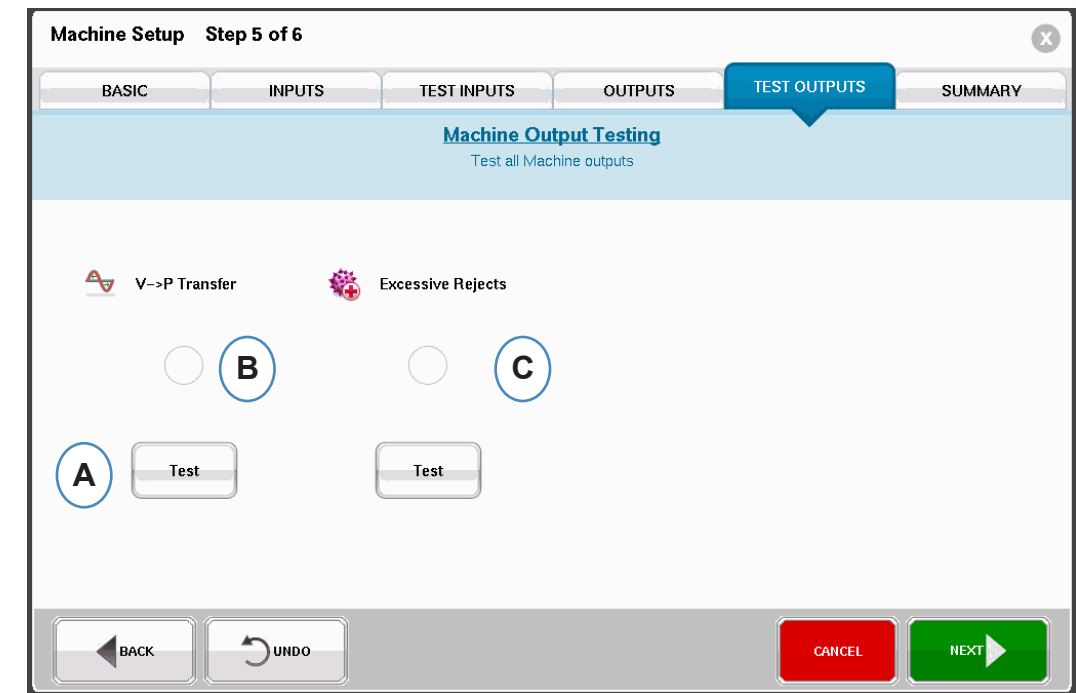 Machine Setup Step 5 of 6
X
BASIC INPUTS TEST INPUTS OUTPUTS TEST OUTPUTS SUMMARY
Machine Output Testing
Test all Machine outputs
V->P Transfer Excessive Rejects
B C
A Test Test
BACK UNDO CANCEL NEXT